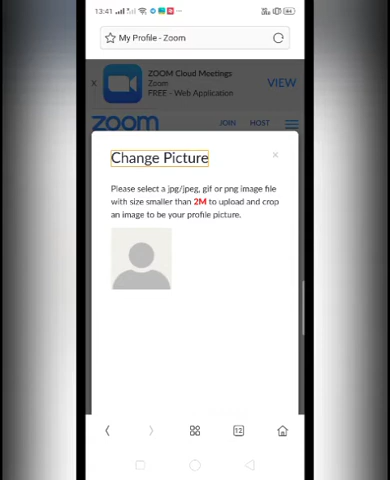 13:41
My Profile - Zoom
ZOOM Cloud Meetings
Zoom
FREE - Web Application
VIEW
zoom
JOIN
HOST
Change Picture
Please select a jpg/jpeg, gif or png image file
with size smaller than 2M to upload and crop
an image to be your profile picture.
12